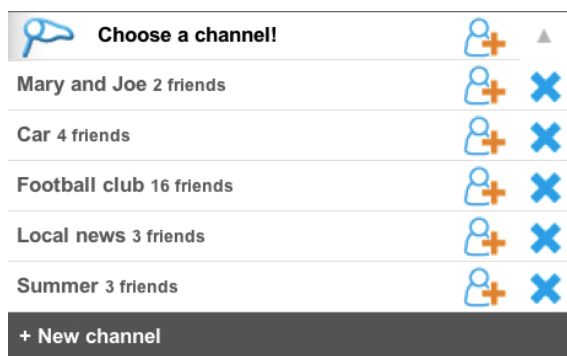 Choose a channel!
Mary and Joe 2 friends
Car 4 friends
Football club 16 friends
Local news 3 friends
Summer 3 friends
+ New channel